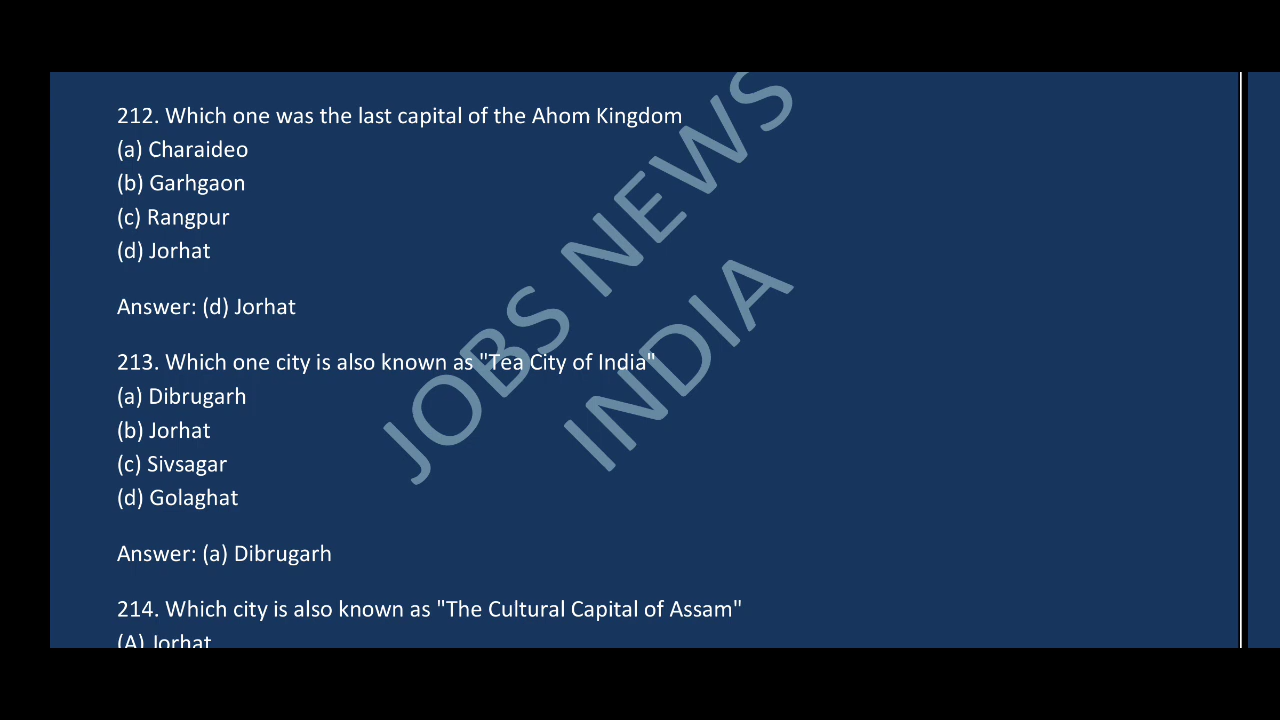 212. Which one was the last capital of the Ahom Kingdom
(a) Charaideo
(b) Garhgaon
(c) Rangpur
(d) Jorhat
Answer: (d) Jorhat
213. Which one city is also known as "Tea City of India"
(a) Dibrugarh
(b) Jorhat
(c) Sivsagar
(d) Golaghat
Answer: (a) Dibrugarh
214. Which city is also known as "The Cultural Capital of Assam"
(A) Jorhat
JOBS NEWS
INDIA